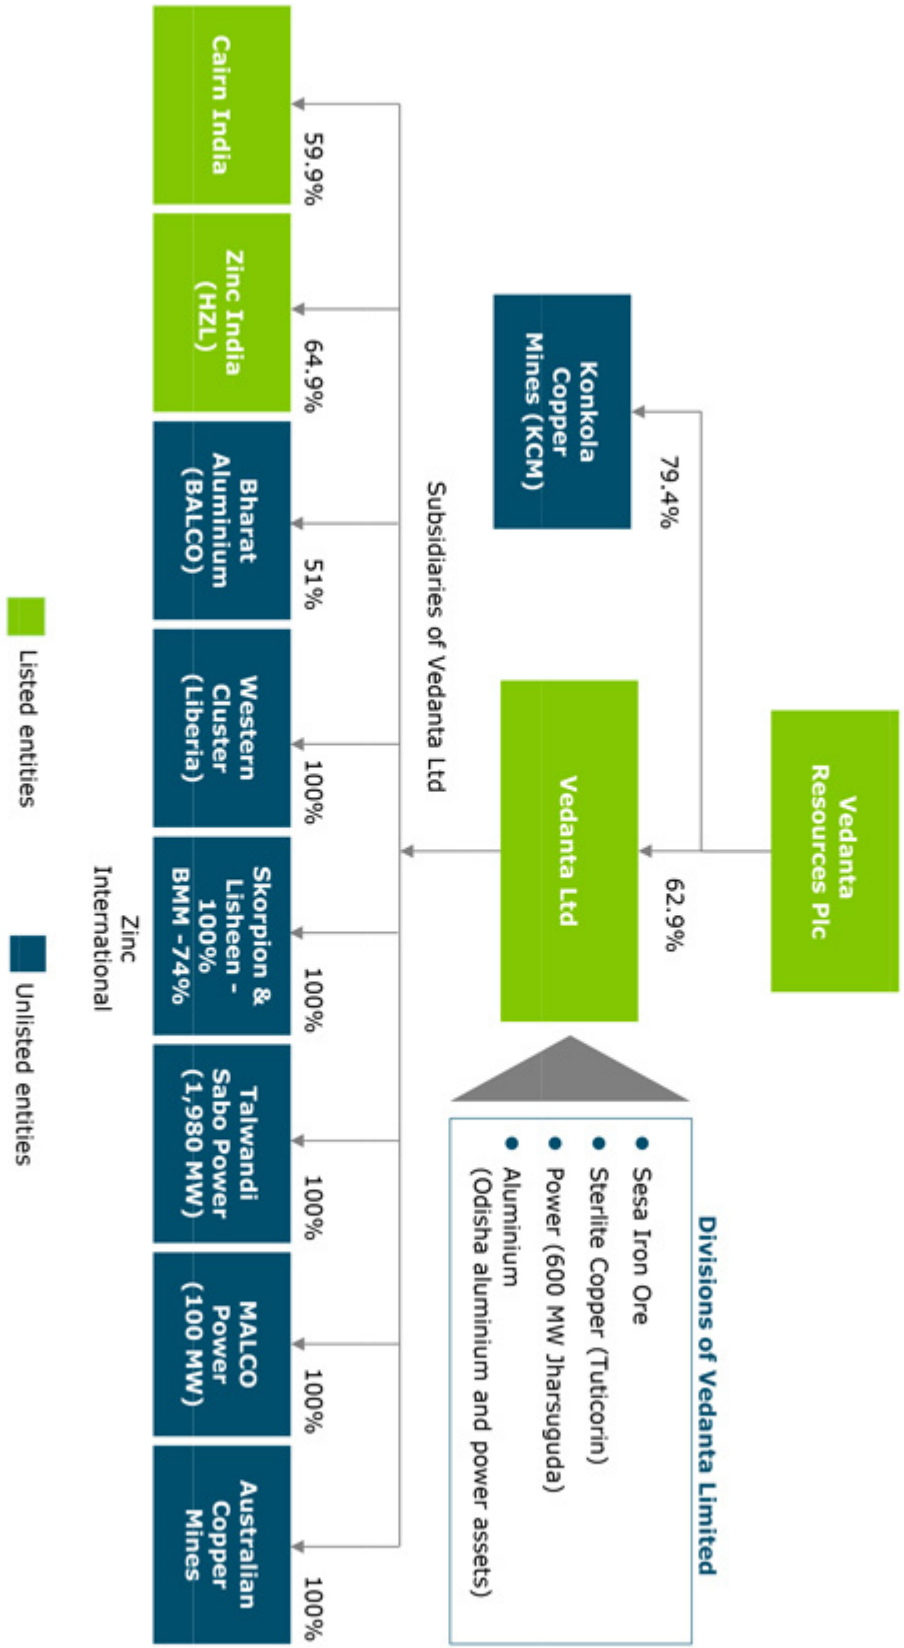 Vedanta
Resources Plc
79.4%
62.9%
Konkola
Copper
Mines (KCM)
Vedanta Ltd
Divisions of Vedanta Limited
● Sesa Iron Ore
● Sterlite Copper (Tuticorin)
● Power (600 MW Jharsuguda)
● Aluminium
(Odisha aluminium and power assets)
Subsidiaries of Vedanta Ltd
59.9%
64.9%
51%
100%
100%
100%
100%
100%
Cairn India
Zinc India
(HZL)
Bharat
Aluminium
(BALCO)
Western
Cluster
(Liberia)
Skorpion &
Lisheen -
100%
BMM -74%
Talwandi
Sabo Power
(1,980 MW)
MALCO
Power
(100 MW)
Australian
Copper
Mines
Zinc
International
Listed entities
Unlisted entities